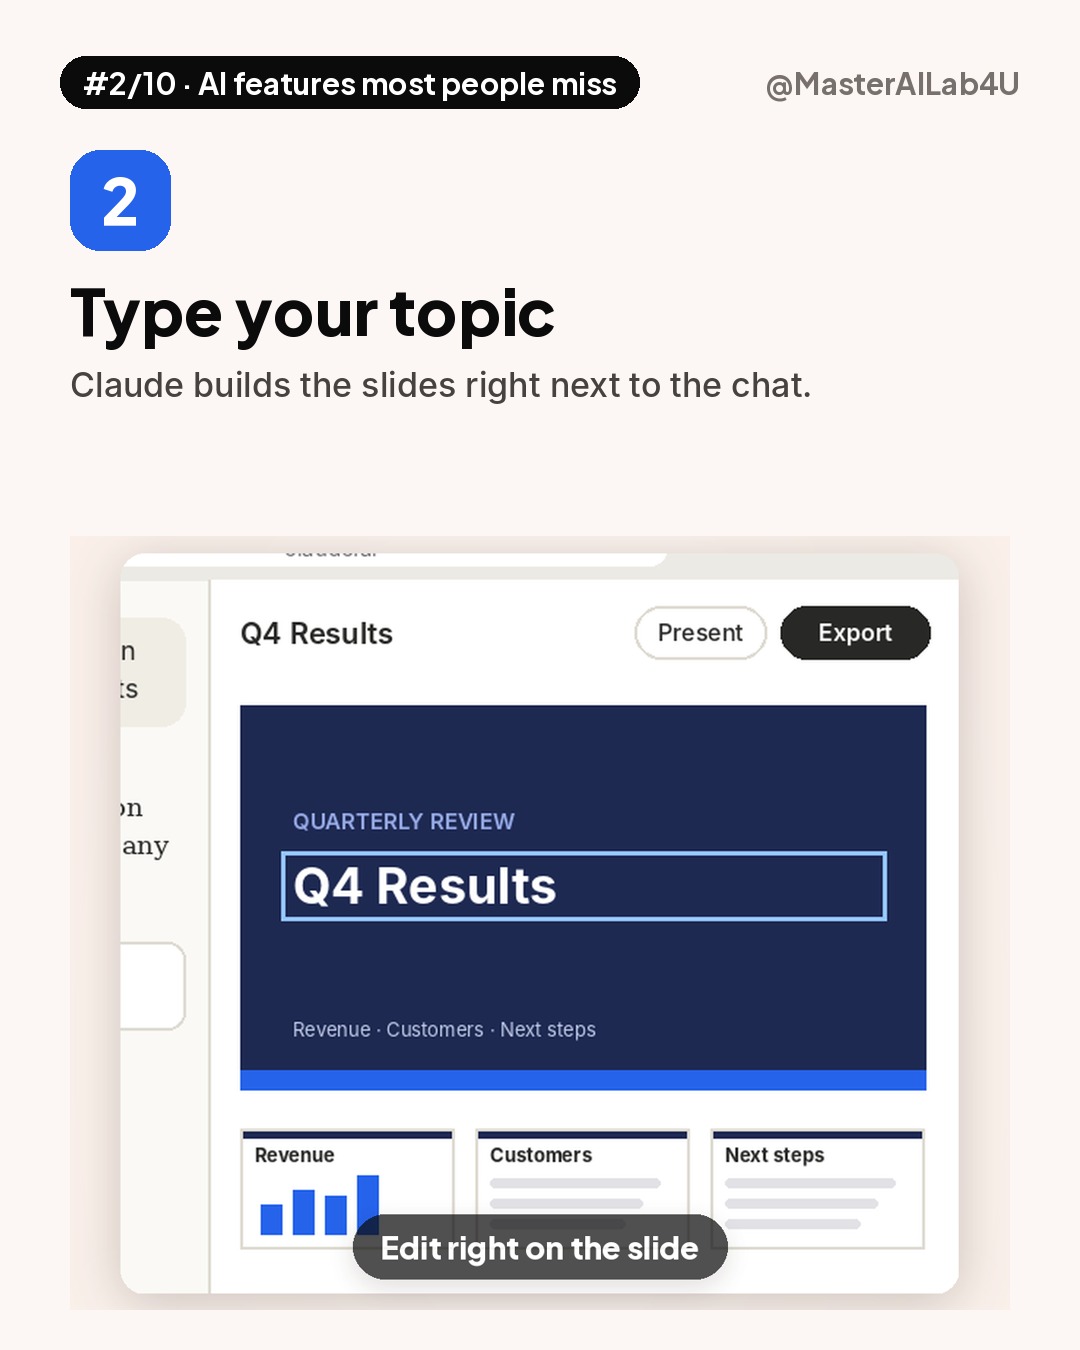 #2/10 · AI features most people miss
@MasterAILab4U
2
Type your topic
Claude builds the slides right next to the chat.
Q4 Results
Present
Export
QUARTERLY REVIEW
Q4 Results
Revenue · Customers · Next steps
any
Revenue
Customers
Next steps
Edit right on the slide